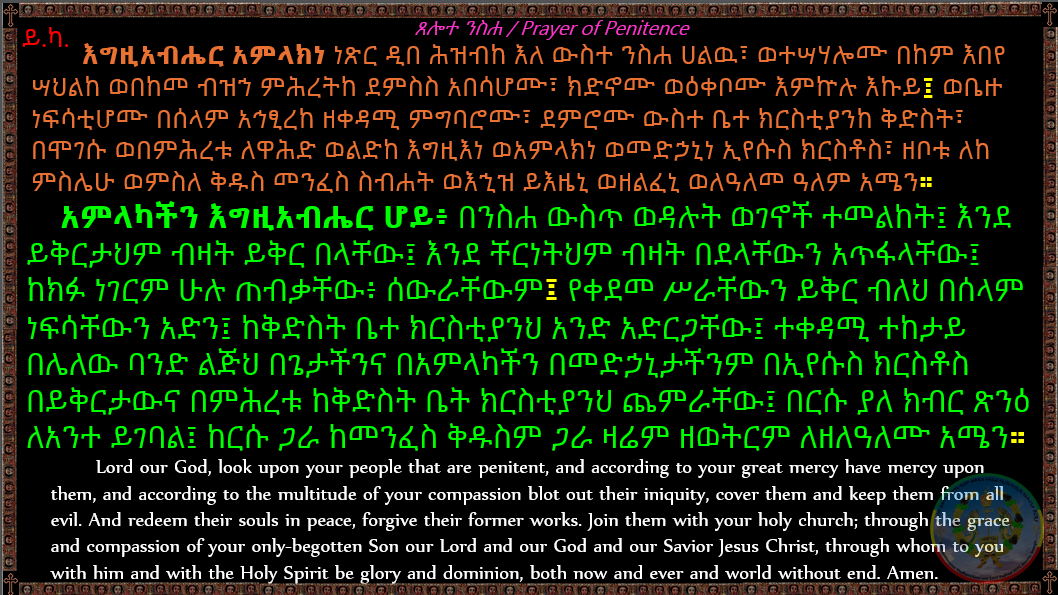 ጸሎተ ንስሐ / Prayer of Penitence
ይ.ካ.
እግዚአብሔር አምላክነ ነጽር ዲበ ሕዝብከ እለ ውስተ ንስሐ ሀልዉ፣ ወተሣሃሎሙ በከም እበየ
ሣህልከ ወበከመ ብዝኀ ምሕረትከ ደምስስ አበሳሆሙ፣ ክድኖሙ ወዕቀቦሙ እምኵሉ እኩይ፤ ወቤዙ
ነፍሳቲሆሙ በሰላም አኅፂረከ ዘቀዳሚ ምግባሮሙ፣ ደምሮሙ ውስተ ቤተ ክርስቲያንከ ቅድስት፣
በሞገሱ ወበምሕረቱ ለዋሕድ ወልድከ እግዚእነ ወአምላክነ ወመድኃኒነ ኢየሱስ ክርስቶስ፣ ዘቦቱ ለከ
ምስሌሁ ወምስለ ቅዱስ መንፈስ ስብሐት ወእኂዝ ይእዜኒ ወዘልፈኒ ወለዓለመ ዓለም አሜን።
አምላካችን እግዚአብሔር ሆይ፥ በንስሐ ውስጥ ወዳሉት ወገኖች ተመልከት፤ እንደ
ይቅርታህም ብዛት ይቅር በላቸው፤ እንደ ቸርነትህም ብዛት በደላቸውን አጥፋላቸው፤
ከክፉ ነገርም ሁሉ ጠብቃቸው፥ ሰውራቸውም፤ የቀደመ ሥራቸውን ይቅር ብለህ በሰላም
ነፍሳቸውን አድን፤ ከቅድስት ቤተ ክርስቲያንህ አንድ አድርጋቸው፤ ተቀዳሚ ተከታይ
በሌለው ባንድ ልጅህ በጌታችንና በአምላካችን በመድኃኒታችንም በኢየሱስ ክርስቶስ
በይቅርታውና በምሕረቱ ከቅድስት ቤት ክርስቲያንህ ጨምራቸው፤ በርሱ ያለ ክብር ጽንዕ
ለአንተ ይገባል፤ ከርሱ ጋራ ከመንፈስ ቅዱስም ጋራ ዛሬም ዘወትርም ለዘለዓለሙ አሜን።
Lord our God, look upon your people that are penitent, and according to your great mercy have mercy upon
them, and according to the multitude of your compassion blot out their iniquity, cover them and keep them from all
evil. And redeem their souls in peace, forgive their former works. Join them with your holy church; through the grace
and compassion of your only-begotten Son our Lord and our God and our Savior Jesus Christ, through whom to you
with him and with the Holy Spirit be glory and dominion, both now and ever and world without end. Amen.